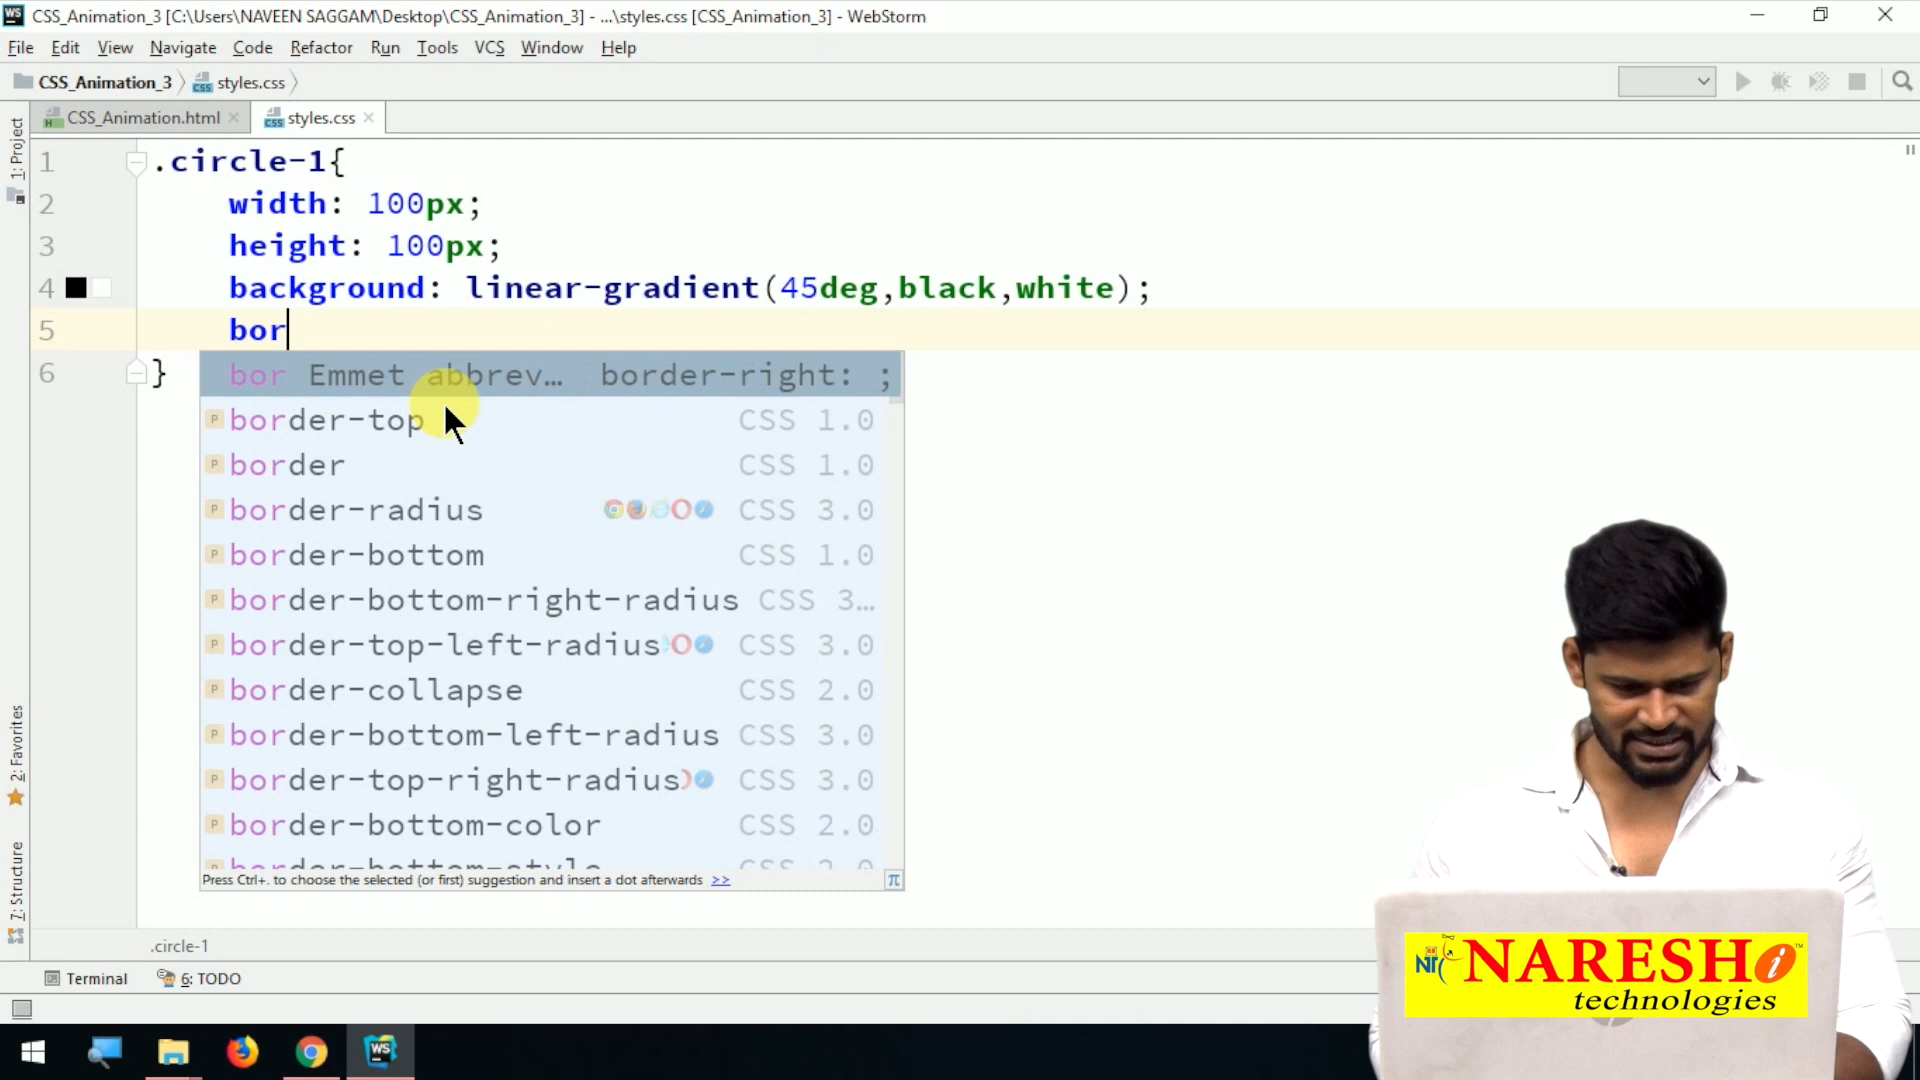 CSS_Animation_3 [C:\Users\NAVEEN SAGGAM\Desktop\CSS_Animation_3] - ...\styles.css [CSS_Animation_3] - WebStorm
File Edit View Navigate Code Refactor Run Tools VCS Window Help
CSS_Animation_3 styles.css
CSS_Animation.html styles.css
1: Project
1 .circle-1{
2 width: 100px;
3 height: 100px;
4 background: linear-gradient(45deg,black,white);
5 bor
6 }
bor Emmet abbrev… border-right: ;
border-top CSS 1.0
border CSS 1.0
border-radius CSS 3.0
border-bottom CSS 1.0
border-bottom-right-radius CSS 3…
border-top-left-radius CSS 3.0
border-collapse CSS 2.0
border-bottom-left-radius CSS 3.0
border-top-right-radius CSS 3.0
border-bottom-color CSS 2.0
border-bottom-style CSS 2.0
Press Ctrl+. to choose the selected (or first) suggestion and insert a dot afterwards >> π
2: Favorites
7: Structure
.circle-1
Terminal 6: TODO
WS
NARESH i
technologies